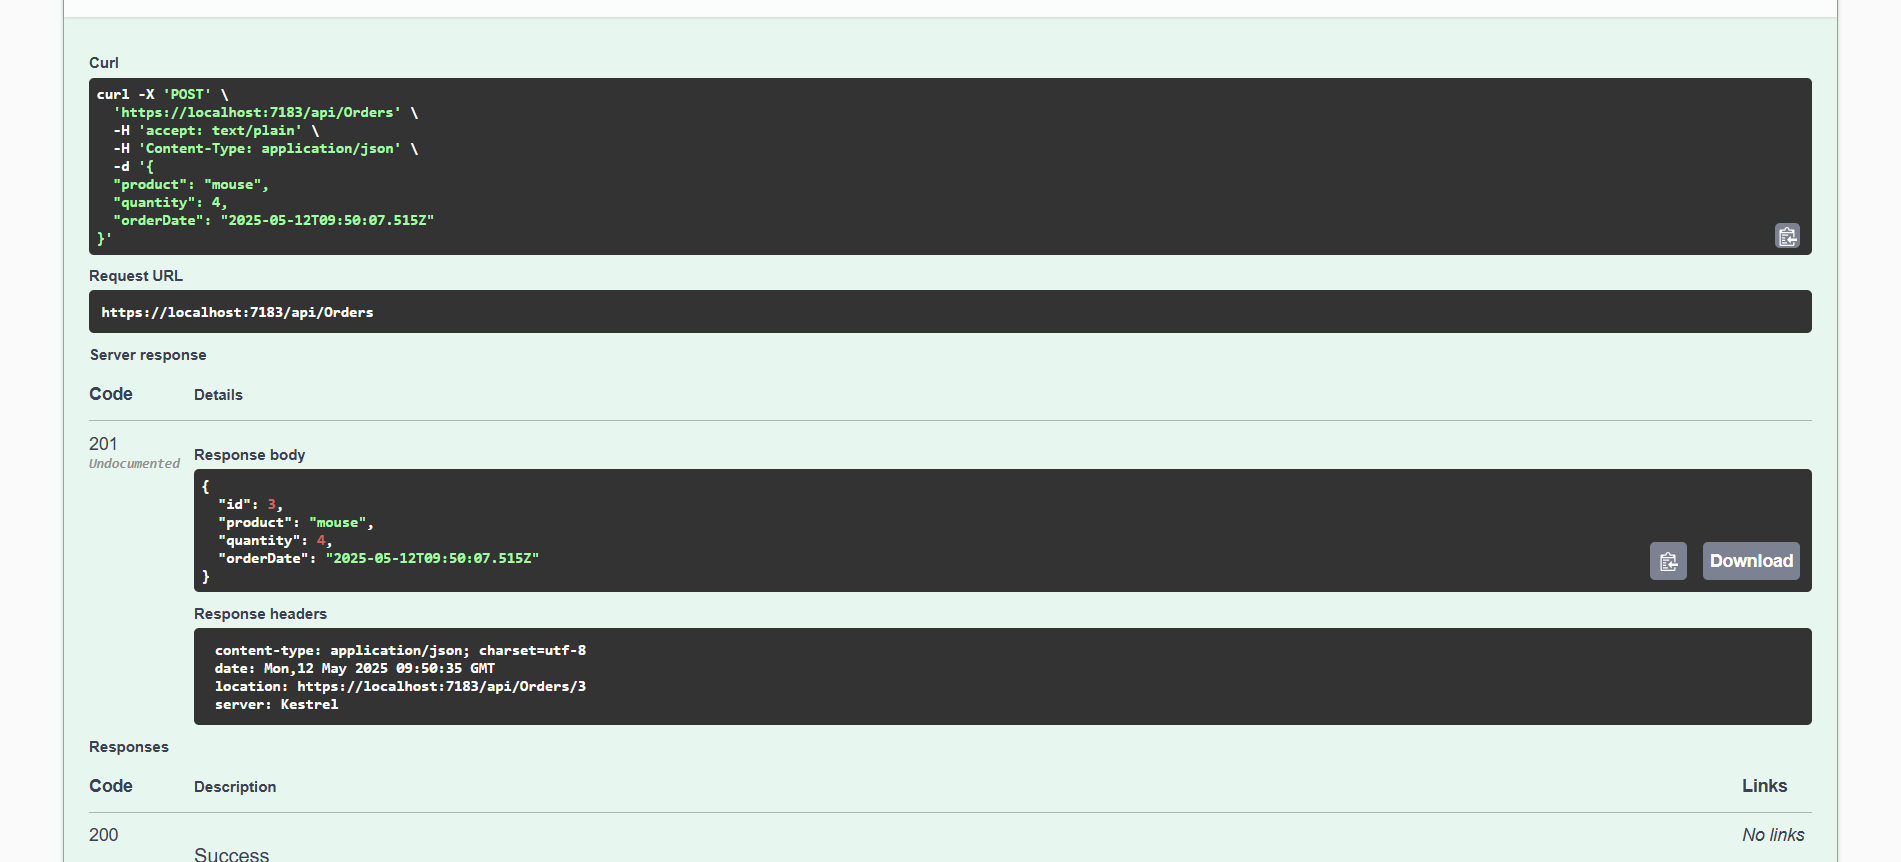 Curl
curl -X 'POST' \
  'https://localhost:7183/api/Orders' \
  -H 'accept: text/plain' \
  -H 'Content-Type: application/json' \
  -d '{
  "product": "mouse",
  "quantity": 4,
  "orderDate": "2025-05-12T09:50:07.515Z"
}'
Request URL
https://localhost:7183/api/Orders
Server response
Code Details
201
Undocumented
Response body
{
  "id": 3,
  "product": "mouse",
  "quantity": 4,
  "orderDate": "2025-05-12T09:50:07.515Z"
}
Download
Response headers
content-type: application/json; charset=utf-8
date: Mon,12 May 2025 09:50:35 GMT
location: https://localhost:7183/api/Orders/3
server: Kestrel
Responses
Code Description Links
200 No links
Success